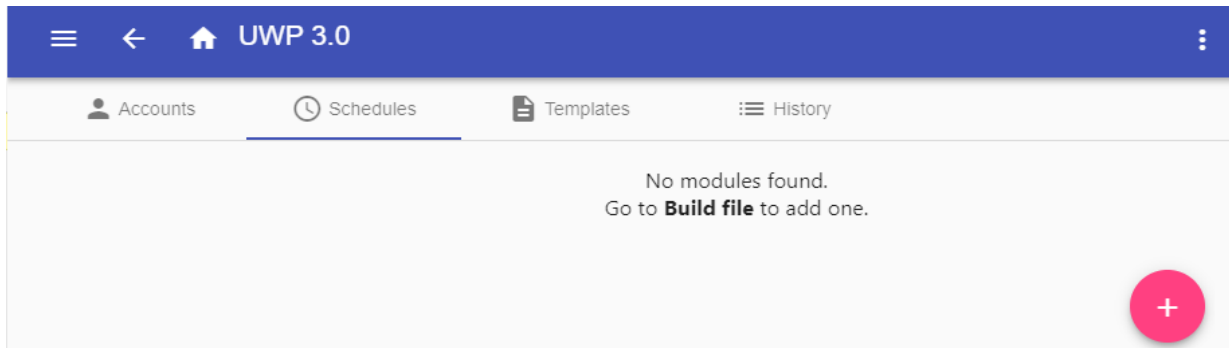 UWP 3.0
Accounts Schedules Templates History
No modules found.
Go to Build file to add one.